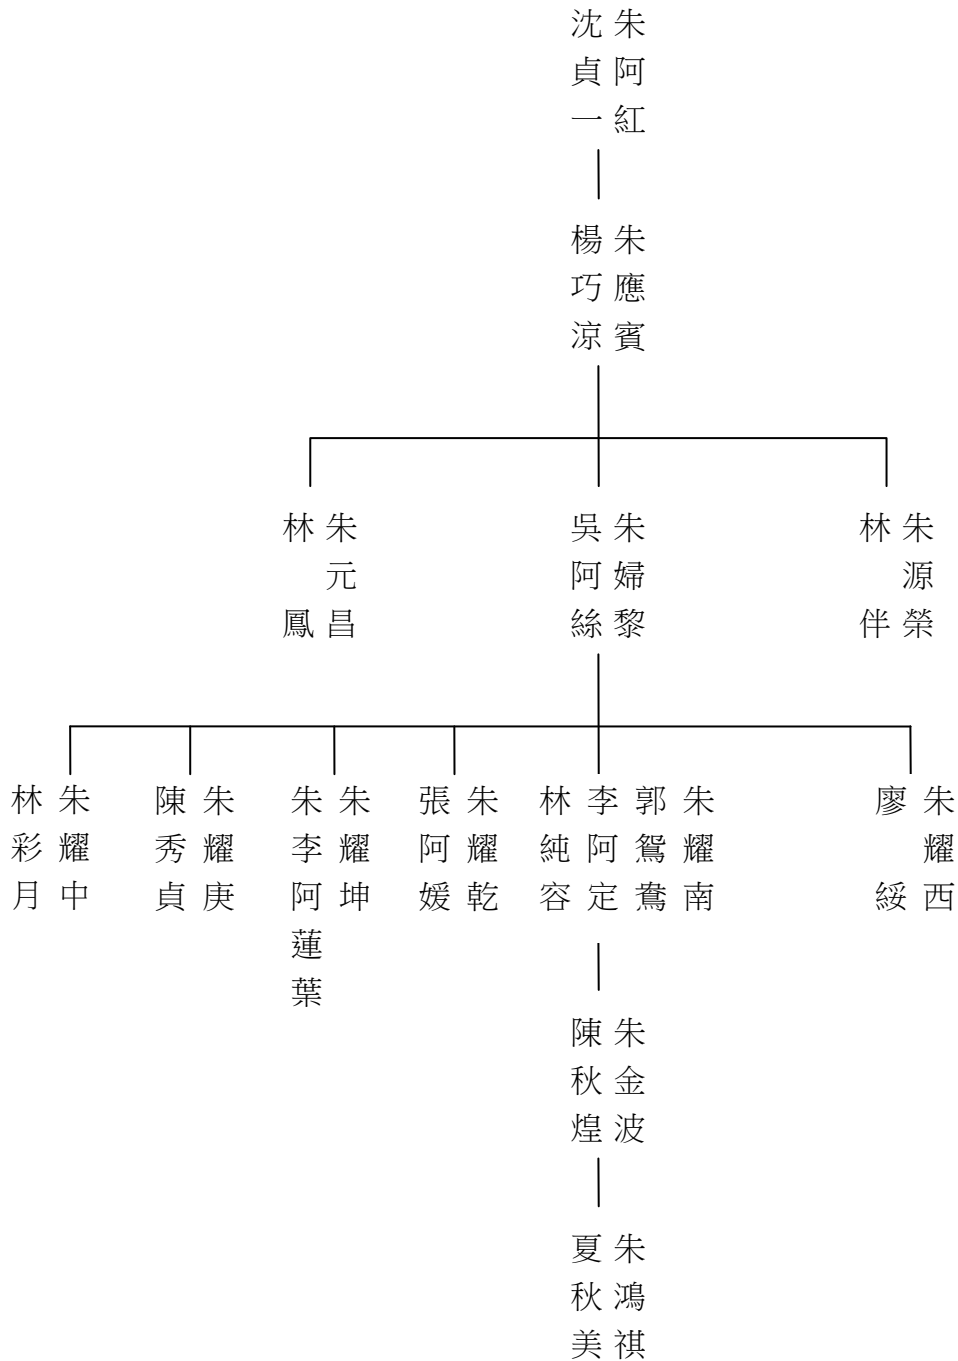 朱阿紅
沈貞一
朱應賓
楊巧涼
朱源榮
林伴
朱婦黎
吳阿絲
朱元昌
林鳳
朱耀西
廖綏
朱耀南
郭鴛鴦
李阿定
林純容
朱耀乾
張阿媛
朱耀坤
朱李阿蓮葉
朱耀庚
陳秀貞
朱耀中
林彩月
朱金波
陳秋煌
朱鴻祺
夏秋美